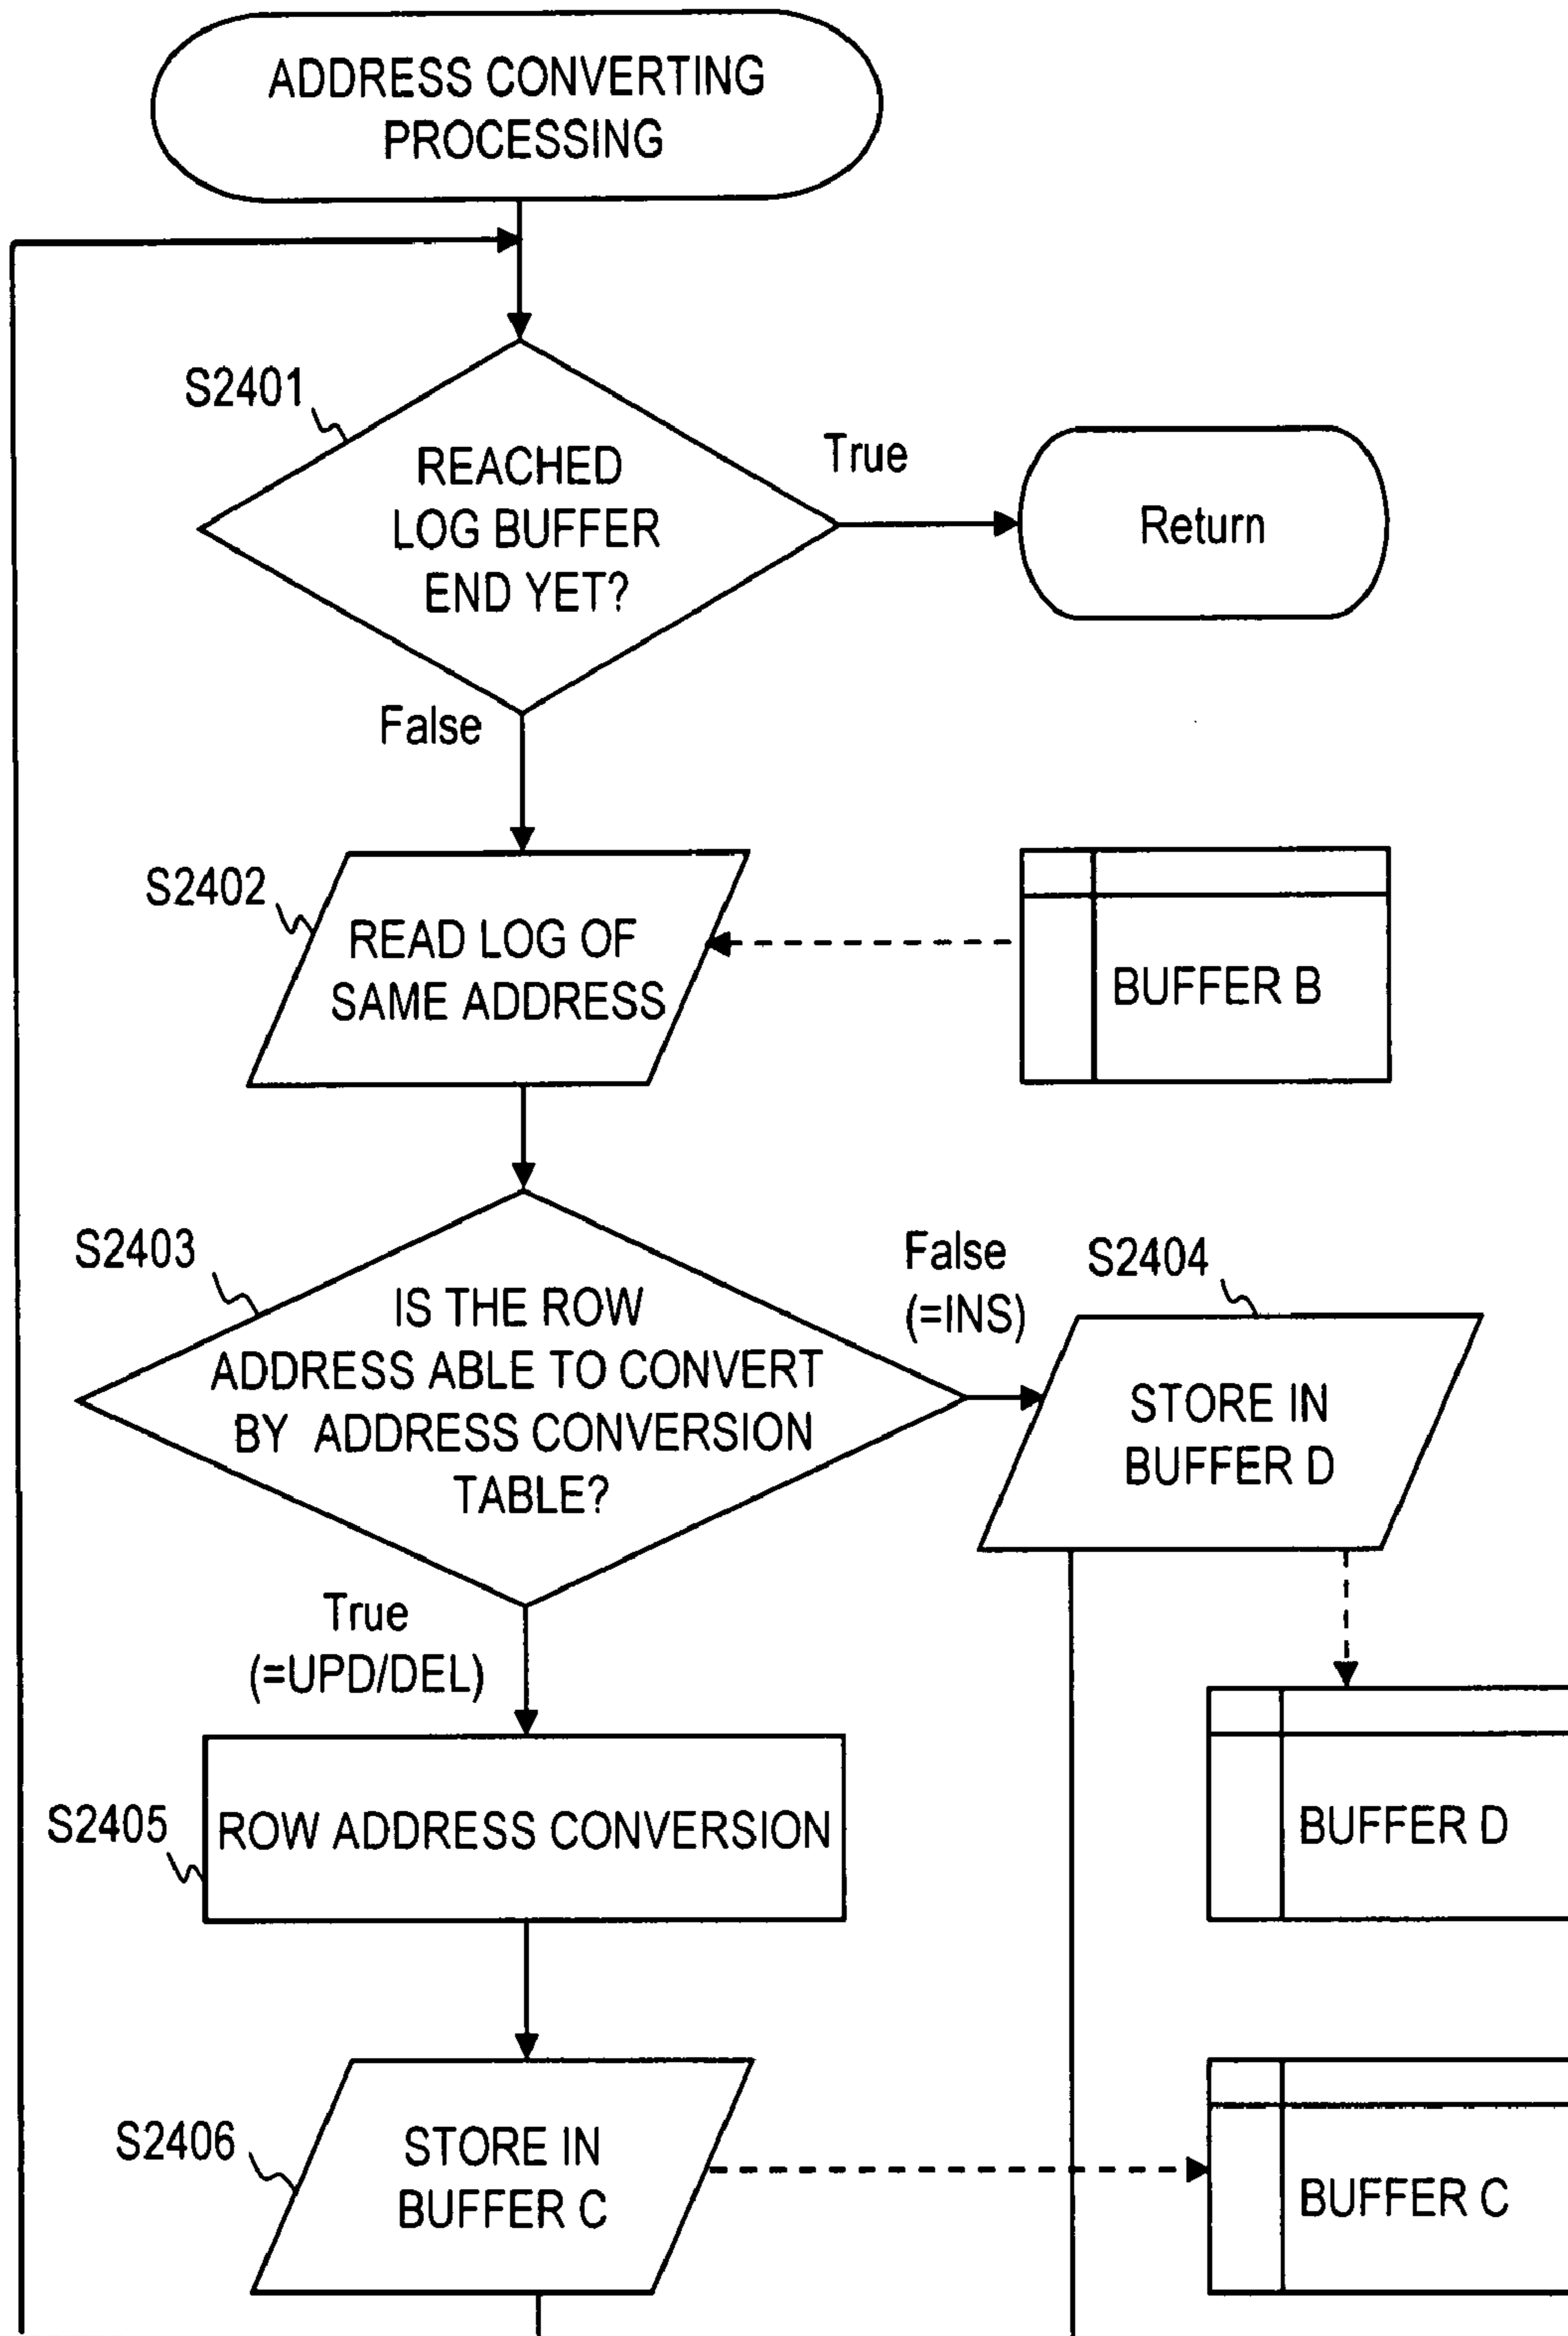 ADDRESS CONVERTING
PROCESSING
S2401
REACHED
LOG BUFFER
END YET?
True
Return
False
S2402
READ LOG OF
SAME ADDRESS
BUFFER B
S2403
IS THE ROW
ADDRESS ABLE TO CONVERT
BY ADDRESS CONVERSION
TABLE?
False
(=INS)
S2404
STORE IN
BUFFER D
True
(=UPD/DEL)
BUFFER D
S2405
ROW ADDRESS CONVERSION
S2406
STORE IN
BUFFER C
BUFFER C